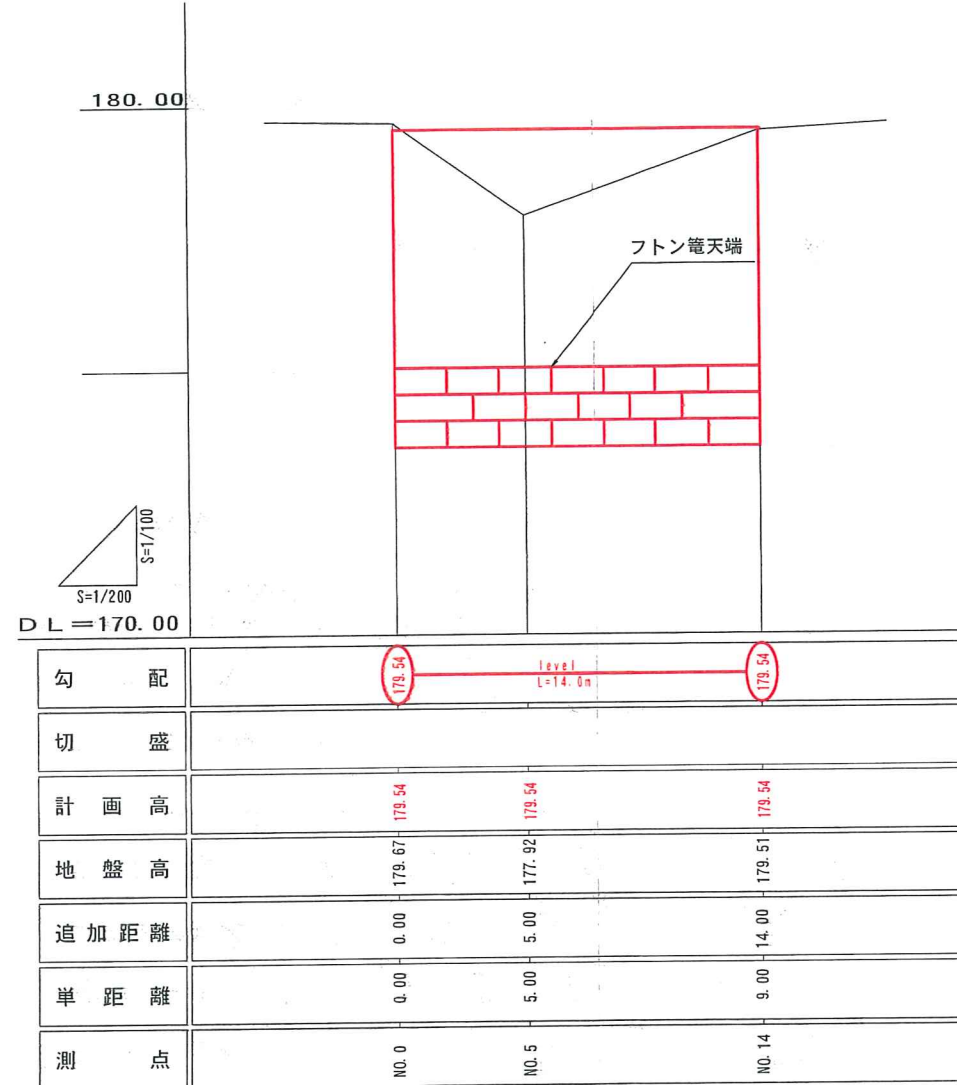 180.00
フトン篭天端
S=1/100
S=1/200
DL=170.00
勾配 179.54 level L=14.0m 179.54
切盛
計画高 179.54 179.54 179.54
地盤高 179.67 177.92 179.51
追加距離 0.00 5.00 14.00
単距離 0.00 5.00 9.00
測点 NO.0 NO.5 NO.14